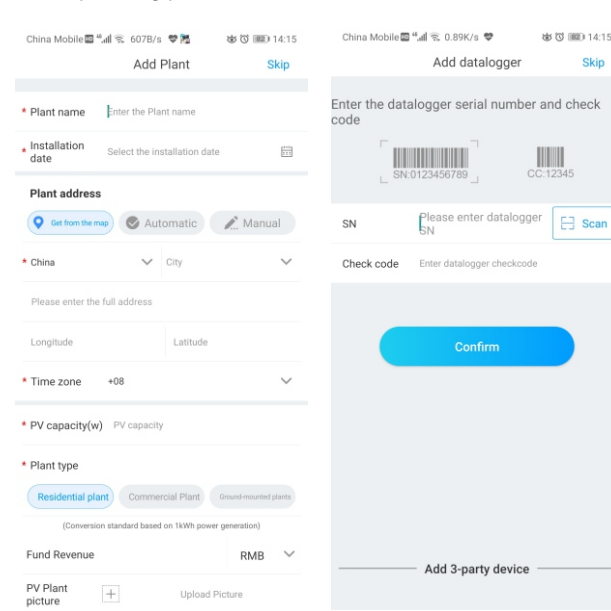 China Mobile 4G 607B/s 14:15
Add Plant Skip
* Plant name Enter the Plant name
* Installation date Select the installation date
Plant address
Get from the map Automatic Manual
* China City
Please enter the full address
Longitude Latitude
* Time zone +08
* PV capacity(w) PV capacity
* Plant type
Residential plant Commercial Plant Ground-mounted plants
(Conversion standard based on 1kWh power generation)
Fund Revenue RMB
PV Plant picture Upload Picture
China Mobile 4G 0.89K/s 14:15
Add datalogger Skip
Enter the datalogger serial number and check
code
SN:0123456789 CC:12345
SN Please enter datalogger SN Scan
Check code Enter datalogger checkcode
Confirm
Add 3-party device